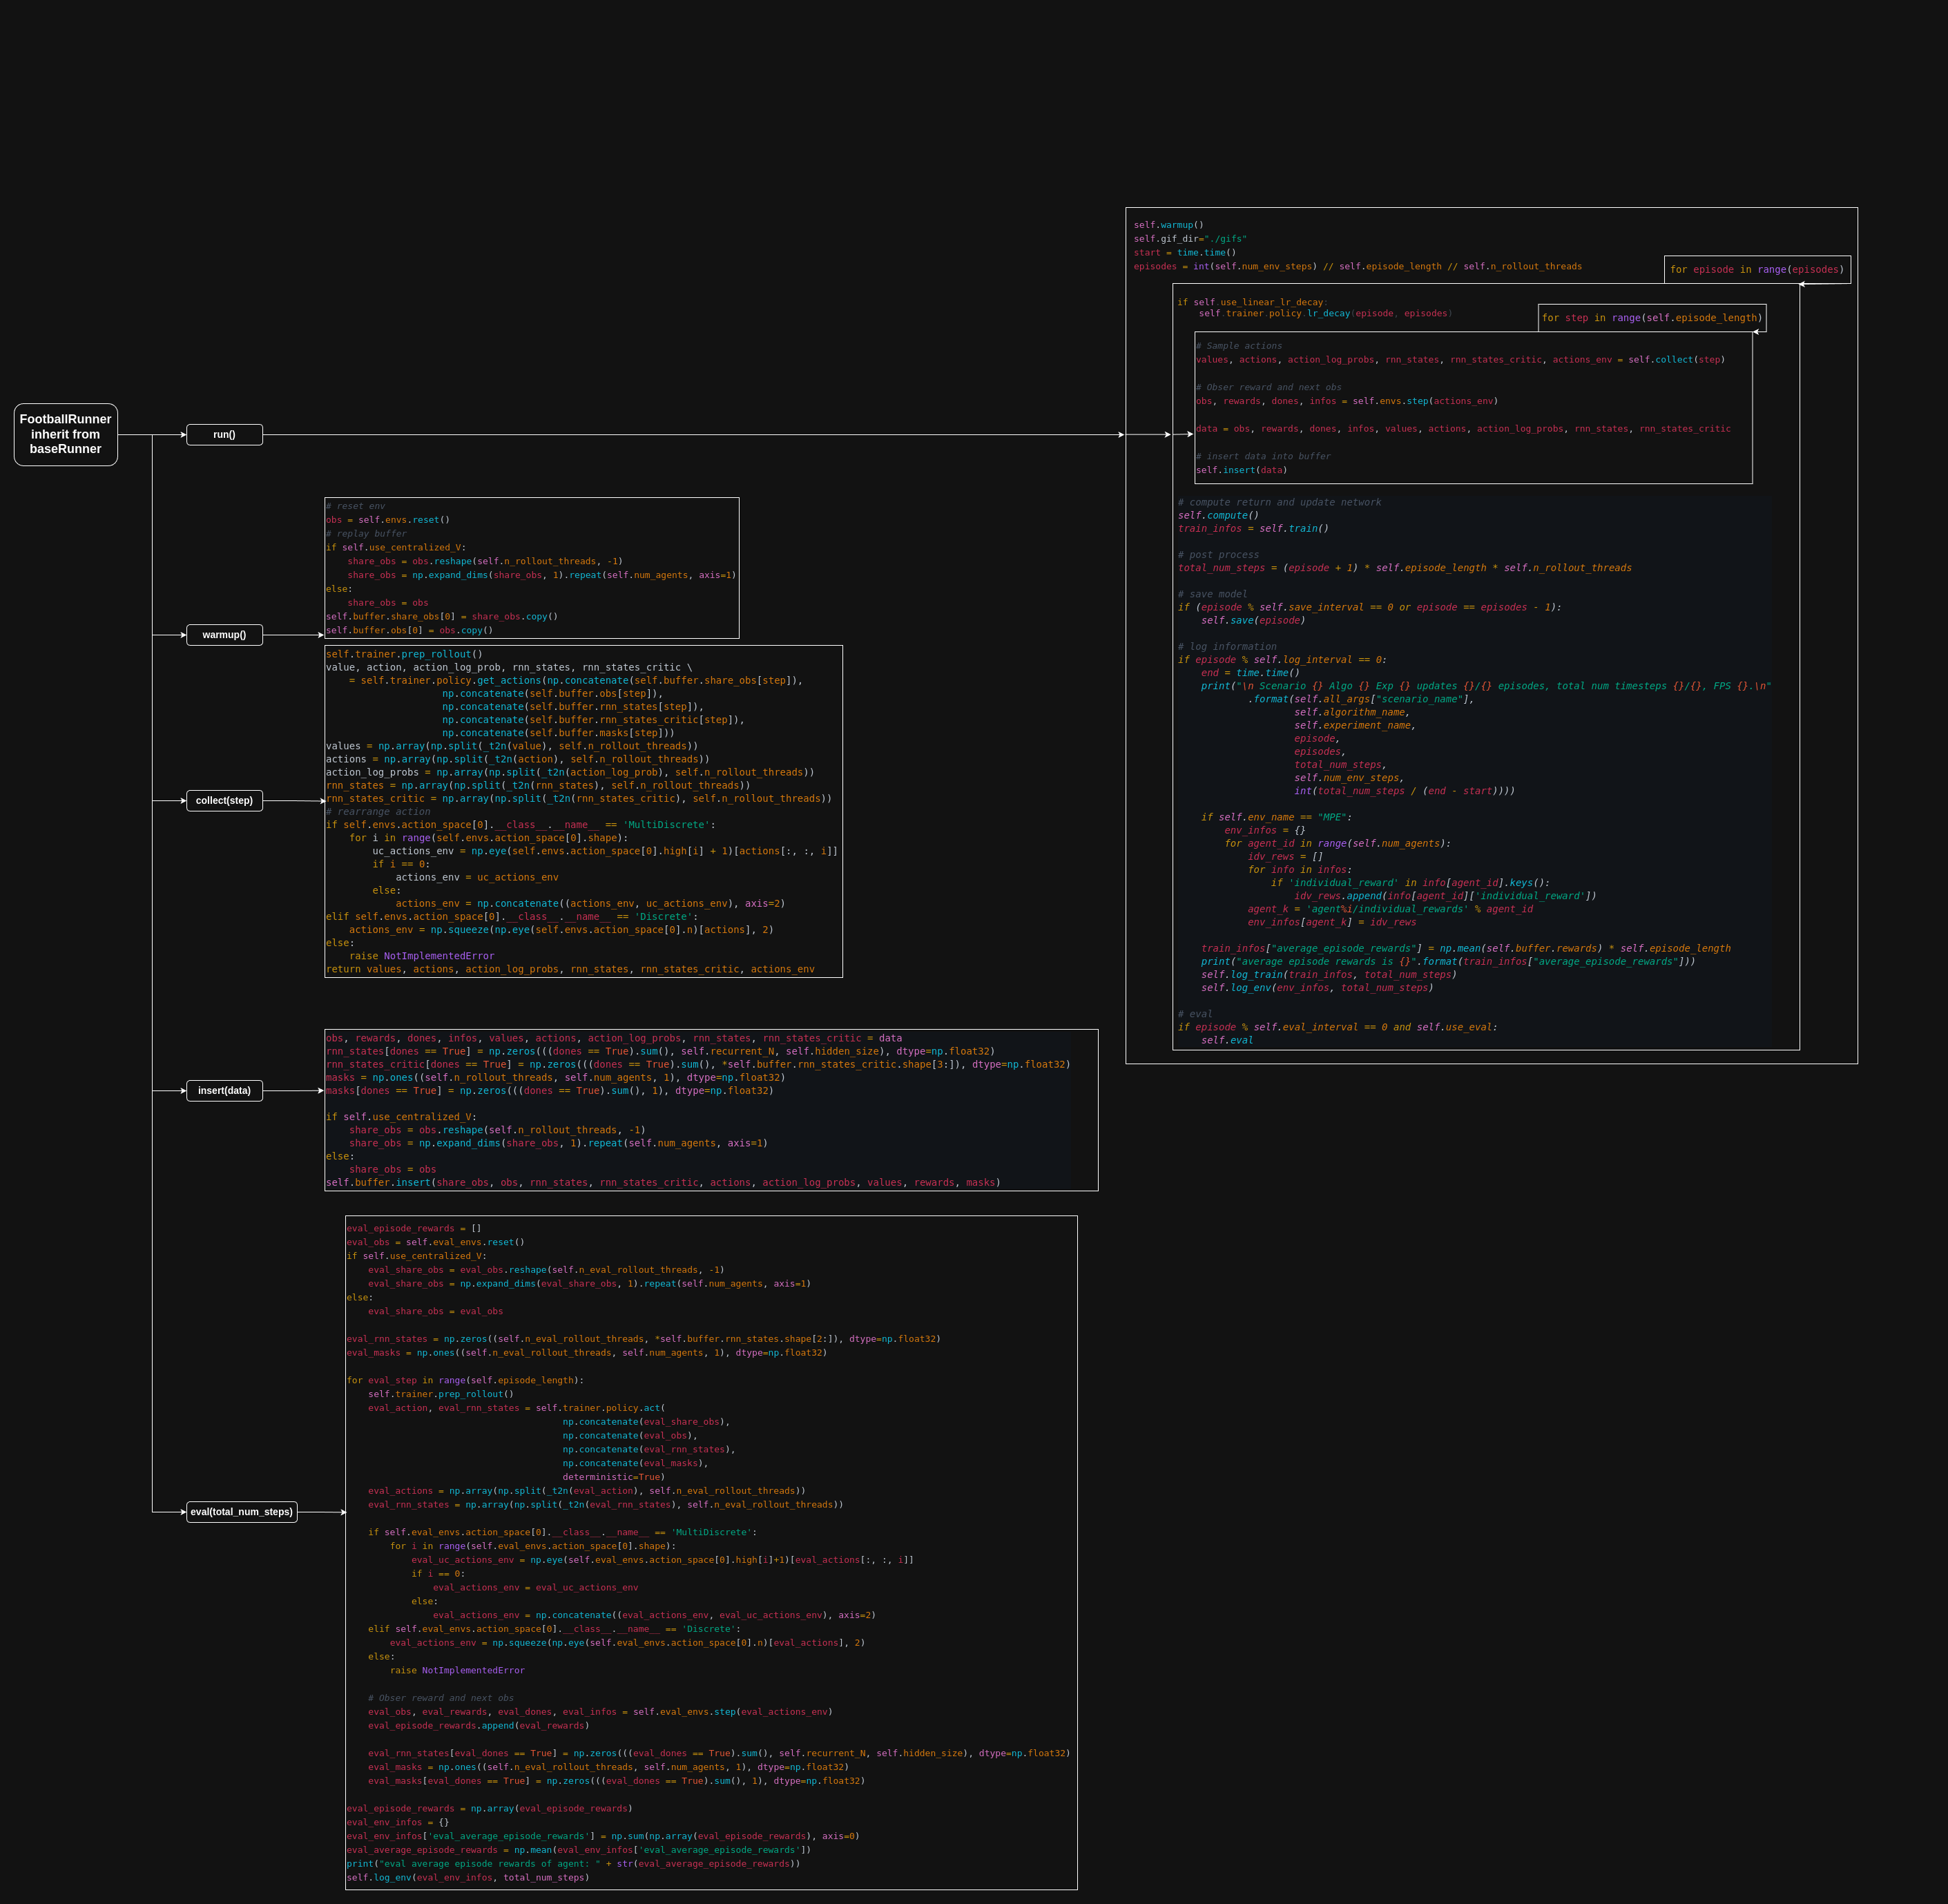 FootballRunner
inherit from
baseRunner
run()
self.warmup()
self.gif_dir="./gifs"
start = time.time()
episodes = int(self.num_env_steps) // self.episode_length // self.n_rollout_threads
for episode in range(episodes)
if self.use_linear_lr_decay:
    self.trainer.policy.lr_decay(episode, episodes)
for step in range(self.episode_length)
# Sample actions
values, actions, action_log_probs, rnn_states, rnn_states_critic, actions_env = self.collect(step)
# Obser reward and next obs
obs, rewards, dones, infos = self.envs.step(actions_env)
data = obs, rewards, dones, infos, values, actions, action_log_probs, rnn_states, rnn_states_critic
# insert data into buffer
self.insert(data)
# compute return and update network
self.compute()
train_infos = self.train()
# post process
total_num_steps = (episode + 1) * self.episode_length * self.n_rollout_threads
# save model
if (episode % self.save_interval == 0 or episode == episodes - 1):
    self.save(episode)
# log information
if episode % self.log_interval == 0:
    end = time.time()
    print("\n Scenario {} Algo {} Exp {} updates {}/{} episodes, total num timesteps {}/{}, FPS {}.\n"
            .format(self.all_args["scenario_name"],
                    self.algorithm_name,
                    self.experiment_name,
                    episode,
                    episodes,
                    total_num_steps,
                    self.num_env_steps,
                    int(total_num_steps / (end - start))))
    if self.env_name == "MPE":
        env_infos = {}
        for agent_id in range(self.num_agents):
            idv_rews = []
            for info in infos:
                if 'individual_reward' in info[agent_id].keys():
                    idv_rews.append(info[agent_id]['individual_reward'])
            agent_k = 'agent%i/individual_rewards' % agent_id
            env_infos[agent_k] = idv_rews
    train_infos["average_episode_rewards"] = np.mean(self.buffer.rewards) * self.episode_length
    print("average episode rewards is {}".format(train_infos["average_episode_rewards"]))
    self.log_train(train_infos, total_num_steps)
    self.log_env(env_infos, total_num_steps)
# eval
if episode % self.eval_interval == 0 and self.use_eval:
    self.eval
warmup()
# reset env
obs = self.envs.reset()
# replay buffer
if self.use_centralized_V:
    share_obs = obs.reshape(self.n_rollout_threads, -1)
    share_obs = np.expand_dims(share_obs, 1).repeat(self.num_agents, axis=1)
else:
    share_obs = obs
self.buffer.share_obs[0] = share_obs.copy()
self.buffer.obs[0] = obs.copy()
collect(step)
self.trainer.prep_rollout()
value, action, action_log_prob, rnn_states, rnn_states_critic \
    = self.trainer.policy.get_actions(np.concatenate(self.buffer.share_obs[step]),
                    np.concatenate(self.buffer.obs[step]),
                    np.concatenate(self.buffer.rnn_states[step]),
                    np.concatenate(self.buffer.rnn_states_critic[step]),
                    np.concatenate(self.buffer.masks[step]))
values = np.array(np.split(_t2n(value), self.n_rollout_threads))
actions = np.array(np.split(_t2n(action), self.n_rollout_threads))
action_log_probs = np.array(np.split(_t2n(action_log_prob), self.n_rollout_threads))
rnn_states = np.array(np.split(_t2n(rnn_states), self.n_rollout_threads))
rnn_states_critic = np.array(np.split(_t2n(rnn_states_critic), self.n_rollout_threads))
# rearrange action
if self.envs.action_space[0].__class__.__name__ == 'MultiDiscrete':
    for i in range(self.envs.action_space[0].shape):
        uc_actions_env = np.eye(self.envs.action_space[0].high[i] + 1)[actions[:, :, i]]
        if i == 0:
            actions_env = uc_actions_env
        else:
            actions_env = np.concatenate((actions_env, uc_actions_env), axis=2)
elif self.envs.action_space[0].__class__.__name__ == 'Discrete':
    actions_env = np.squeeze(np.eye(self.envs.action_space[0].n)[actions], 2)
else:
    raise NotImplementedError
return values, actions, action_log_probs, rnn_states, rnn_states_critic, actions_env
insert(data)
obs, rewards, dones, infos, values, actions, action_log_probs, rnn_states, rnn_states_critic = data
rnn_states[dones == True] = np.zeros(((dones == True).sum(), self.recurrent_N, self.hidden_size), dtype=np.float32)
rnn_states_critic[dones == True] = np.zeros(((dones == True).sum(), *self.buffer.rnn_states_critic.shape[3:]), dtype=np.float32)
masks = np.ones((self.n_rollout_threads, self.num_agents, 1), dtype=np.float32)
masks[dones == True] = np.zeros(((dones == True).sum(), 1), dtype=np.float32)
if self.use_centralized_V:
    share_obs = obs.reshape(self.n_rollout_threads, -1)
    share_obs = np.expand_dims(share_obs, 1).repeat(self.num_agents, axis=1)
else:
    share_obs = obs
self.buffer.insert(share_obs, obs, rnn_states, rnn_states_critic, actions, action_log_probs, values, rewards, masks)
eval(total_num_steps)
eval_episode_rewards = []
eval_obs = self.eval_envs.reset()
if self.use_centralized_V:
    eval_share_obs = eval_obs.reshape(self.n_eval_rollout_threads, -1)
    eval_share_obs = np.expand_dims(eval_share_obs, 1).repeat(self.num_agents, axis=1)
else:
    eval_share_obs = eval_obs
eval_rnn_states = np.zeros((self.n_eval_rollout_threads, *self.buffer.rnn_states.shape[2:]), dtype=np.float32)
eval_masks = np.ones((self.n_eval_rollout_threads, self.num_agents, 1), dtype=np.float32)
for eval_step in range(self.episode_length):
    self.trainer.prep_rollout()
    eval_action, eval_rnn_states = self.trainer.policy.act(
                                        np.concatenate(eval_share_obs),
                                        np.concatenate(eval_obs),
                                        np.concatenate(eval_rnn_states),
                                        np.concatenate(eval_masks),
                                        deterministic=True)
    eval_actions = np.array(np.split(_t2n(eval_action), self.n_eval_rollout_threads))
    eval_rnn_states = np.array(np.split(_t2n(eval_rnn_states), self.n_eval_rollout_threads))
    if self.eval_envs.action_space[0].__class__.__name__ == 'MultiDiscrete':
        for i in range(self.eval_envs.action_space[0].shape):
            eval_uc_actions_env = np.eye(self.eval_envs.action_space[0].high[i]+1)[eval_actions[:, :, i]]
            if i == 0:
                eval_actions_env = eval_uc_actions_env
            else:
                eval_actions_env = np.concatenate((eval_actions_env, eval_uc_actions_env), axis=2)
    elif self.eval_envs.action_space[0].__class__.__name__ == 'Discrete':
        eval_actions_env = np.squeeze(np.eye(self.eval_envs.action_space[0].n)[eval_actions], 2)
    else:
        raise NotImplementedError
    # Obser reward and next obs
    eval_obs, eval_rewards, eval_dones, eval_infos = self.eval_envs.step(eval_actions_env)
    eval_episode_rewards.append(eval_rewards)
    eval_rnn_states[eval_dones == True] = np.zeros(((eval_dones == True).sum(), self.recurrent_N, self.hidden_size), dtype=np.float32)
    eval_masks = np.ones((self.n_eval_rollout_threads, self.num_agents, 1), dtype=np.float32)
    eval_masks[eval_dones == True] = np.zeros(((eval_dones == True).sum(), 1), dtype=np.float32)
eval_episode_rewards = np.array(eval_episode_rewards)
eval_env_infos = {}
eval_env_infos['eval_average_episode_rewards'] = np.sum(np.array(eval_episode_rewards), axis=0)
eval_average_episode_rewards = np.mean(eval_env_infos['eval_average_episode_rewards'])
print("eval average episode rewards of agent: " + str(eval_average_episode_rewards))
self.log_env(eval_env_infos, total_num_steps)